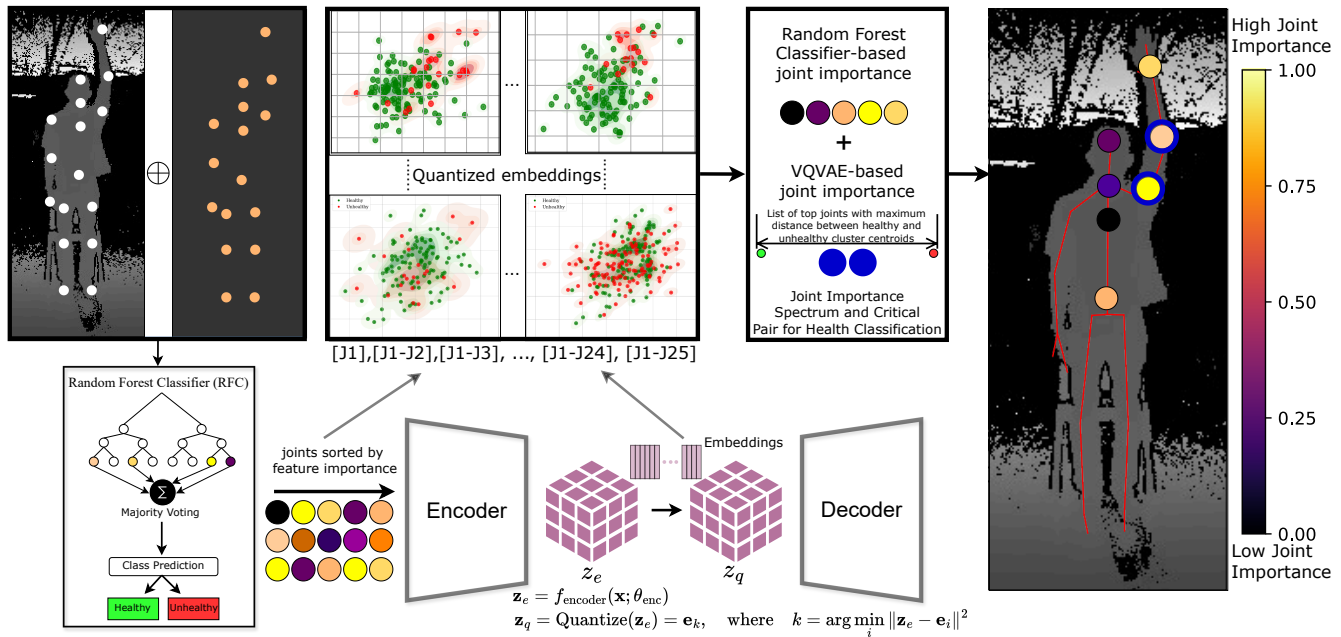 Healthy
Unhealthy
Healthy
Unhealthy
...
Quantized embeddings
...
[J1],[J1-J2],[J1-J3], ..., [J1-J24], [J1-J25]
Random Forest
Classifier-based
joint importance
+
VQVAE-based
joint importance
List of top joints with maximum
distance between healthy and
unhealthy cluster centroids
Joint Importance
Spectrum and Critical
Pair for Health Classification
High Joint
Importance
1.00
0.75
0.50
0.25
0.00
Low Joint
Importance
Random Forest Classifier (RFC)
Σ
Majority Voting
Class Prediction
Healthy
Unhealthy
joints sorted by
feature importance
Encoder
Embeddings
Decoder
z_e
z_q
𝐳_e = f_encoder(𝐱; θ_enc)
𝐳_q = Quantize(𝐳_e) = 𝐞_k, where k = arg min_i ‖𝐳_e − 𝐞_i‖²